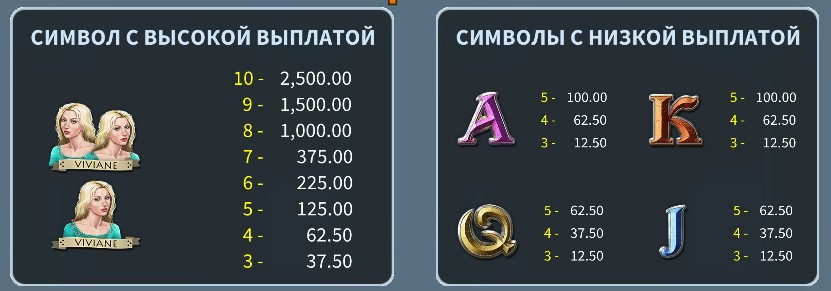 СИМВОЛ С ВЫСОКОЙ ВЫПЛАТОЙ
10 - 2,500.00
9 - 1,500.00
8 - 1,000.00
7 - 375.00
6 - 225.00
5 - 125.00
4 - 62.50
3 - 37.50
VIVIANE
VIVIANE
СИМВОЛЫ С НИЗКОЙ ВЫПЛАТОЙ
A
5 - 100.00
4 - 62.50
3 - 12.50
K
5 - 100.00
4 - 62.50
3 - 12.50
Q
5 - 62.50
4 - 37.50
3 - 12.50
J
5 - 62.50
4 - 37.50
3 - 12.50